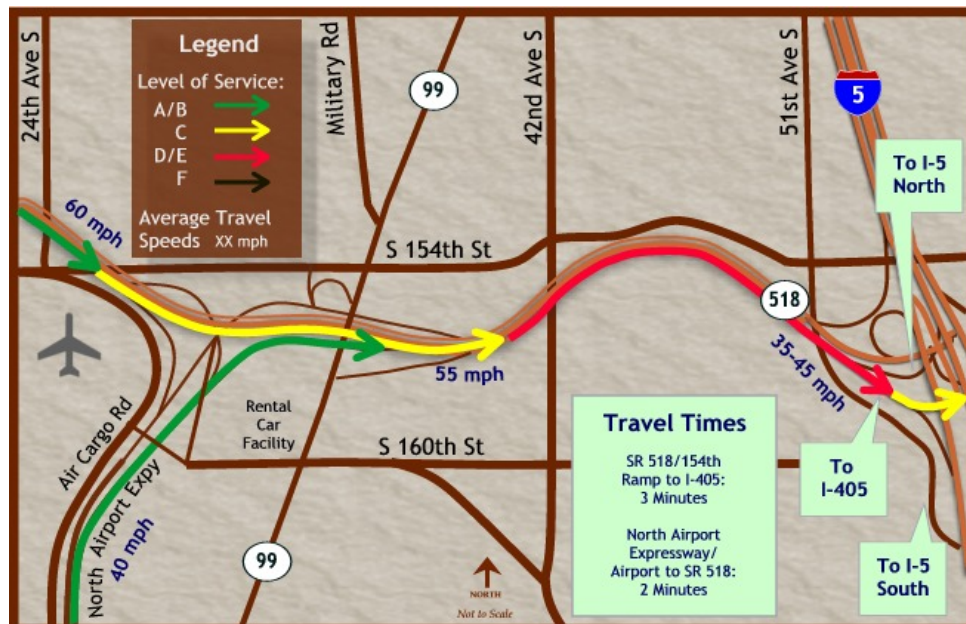 24th Ave S
Legend
Level of Service:
A/B
C
D/E
F
Average Travel
Speeds XX mph
Military Rd
99
42nd Ave S
51st Ave S
5
To I-5
North
60 mph
S 154th St
518
55 mph
35-45 mph
Rental
Car
Facility
Air Cargo Rd
North Airport Expy
40 mph
S 160th St
99
NORTH
Not to Scale
Travel Times
SR 518/154th
Ramp to I-405:
3 Minutes
North Airport
Expressway/
Airport to SR 518:
2 Minutes
To
I-405
To I-5
South